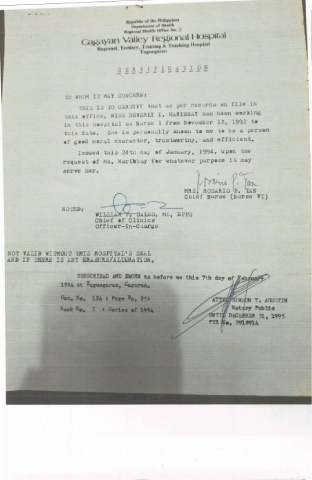 Republic of the Philippines
Department of Health
Regional Health Office No. 2
Cagayan Valley Regional Hospital
Regional, Tertiary, Training & Teaching Hospital
Tuguegarao
CERTIFICATION
TO WHOM IT MAY CONCERN:
THIS IS TO CERTIFY that as per records on file in
this office, MISS BEVERLY I. has been working
in this hospital as Nurse I from November 12, 1992 to
this date. She is personally known to me to be a person
of good moral character, trustworthy, and efficient.
Issued this 24th day of January, 1994, upon the
request of Ms. for whatever purpose it may
serve her.
MRS. ROSARIO P. TAN
Chief Nurse (Nurse VI)
NOTED:
WILLIAM MD,
Chief of Clinics
Officer-In-Charge
NOT VALID WITHOUT THIS HOSPITAL'S SEAL
AND IF THERE IS ANY ERASURE/ALTERATION.
SUBSCRIBED AND SWORN to before me this 7th day of February
1994 at Tuguegarao, Cagayan.
Doc. No. 124 : Page No. 25:
Book No. I : Series of 1994
ATTY. T. AGUSTIN
Notary Public
UNTIL DECEMBER 31, 1995
PTR No.